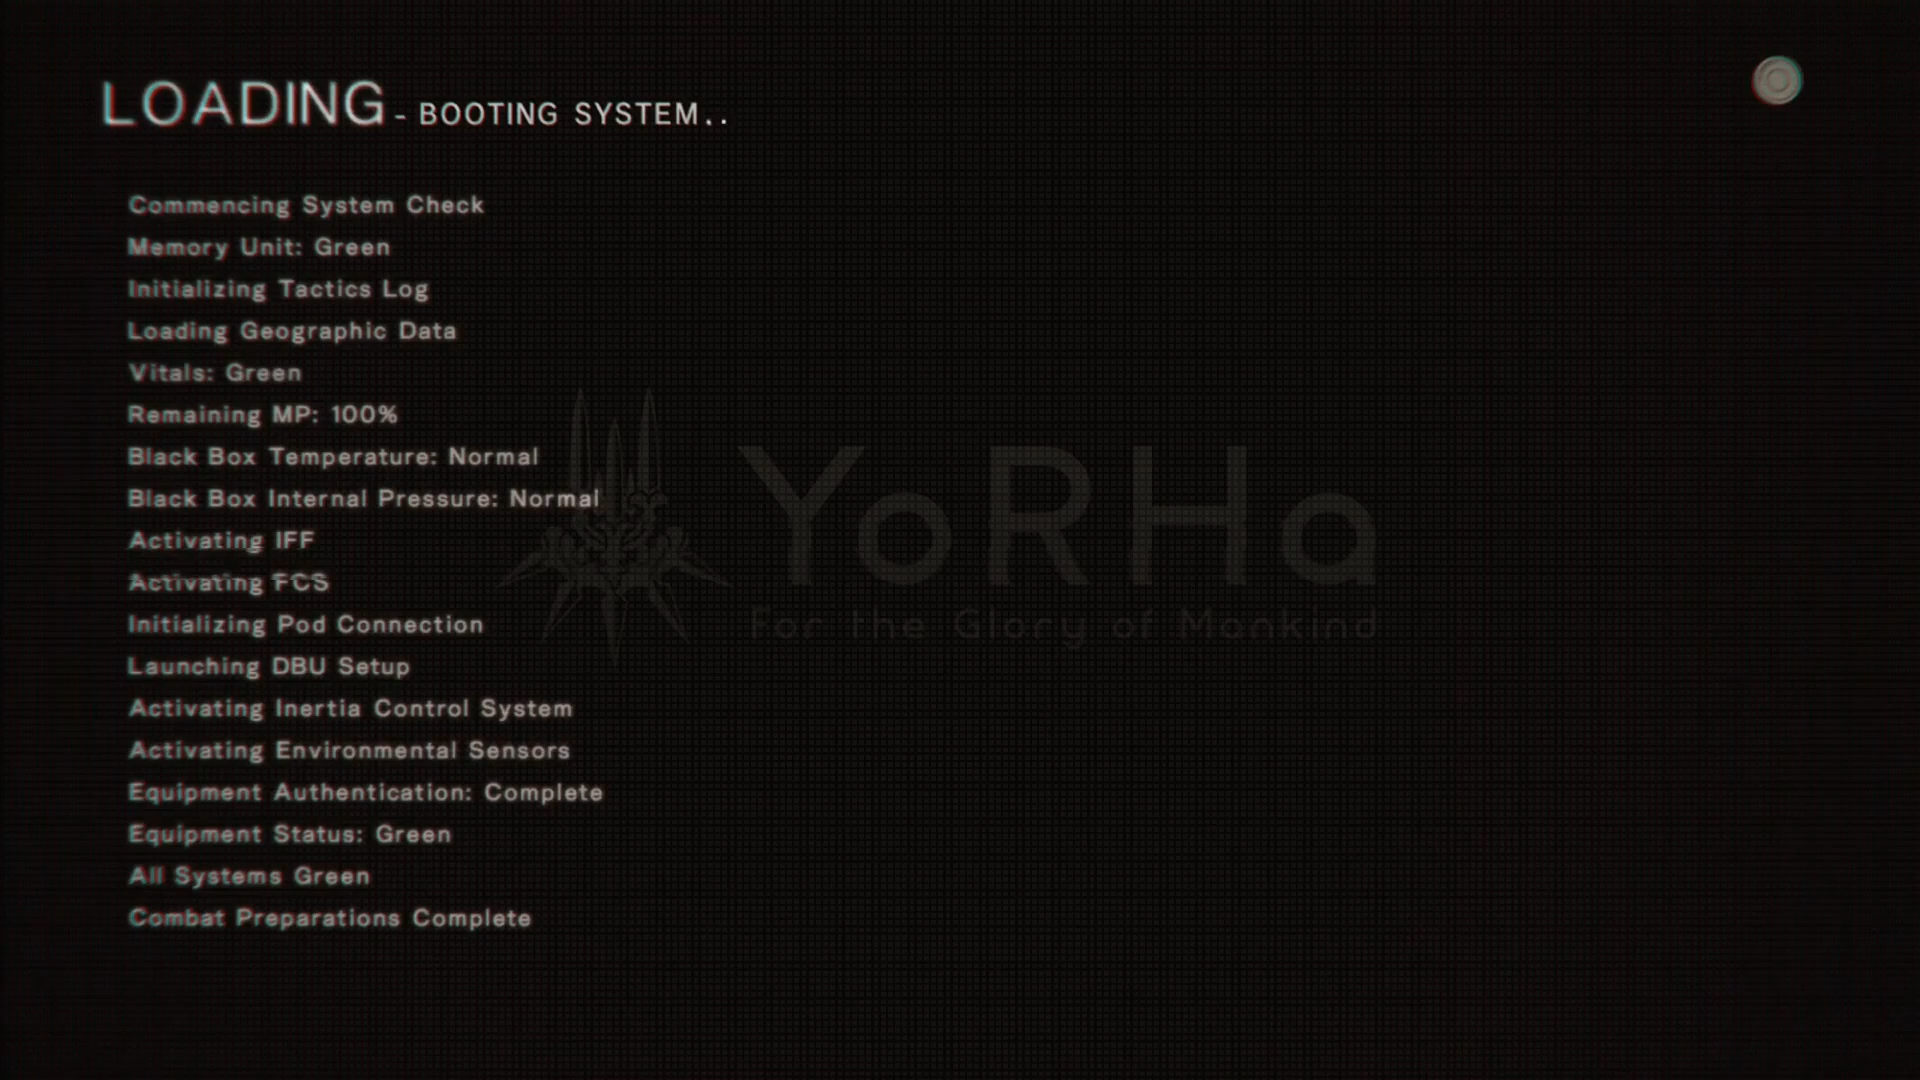 LOADING - BOOTING SYSTEM..
Commencing System Check
Memory Unit: Green
Initializing Tactics Log
Loading Geographic Data
Vitals: Green
Remaining MP: 100%
Black Box Temperature: Normal
Black Box Internal Pressure: Normal
Activating IFF
Activating FCS
Initializing Pod Connection
Launching DBU Setup
Activating Inertia Control System
Activating Environmental Sensors
Equipment Authentication: Complete
Equipment Status: Green
All Systems Green
Combat Preparations Complete
YoRHa
For the Glory of Mankind